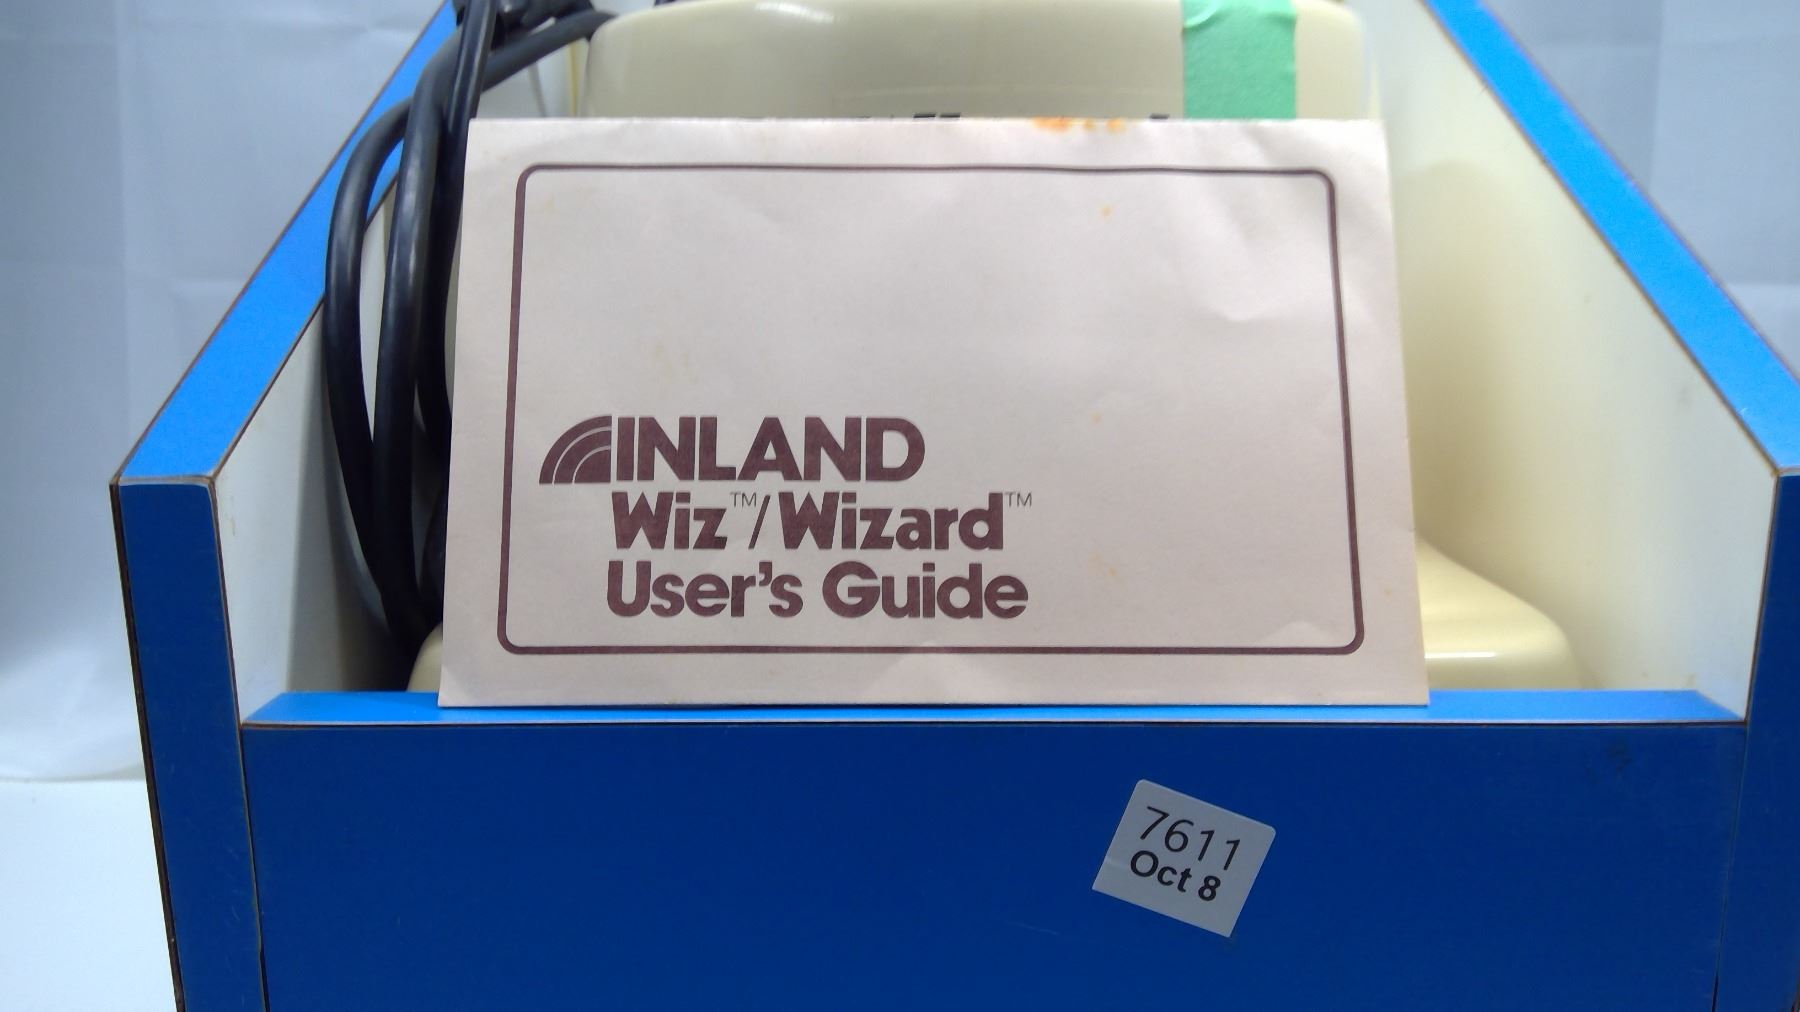 INLAND
Wiz™/Wizard™
User's Guide
7611
Oct 8